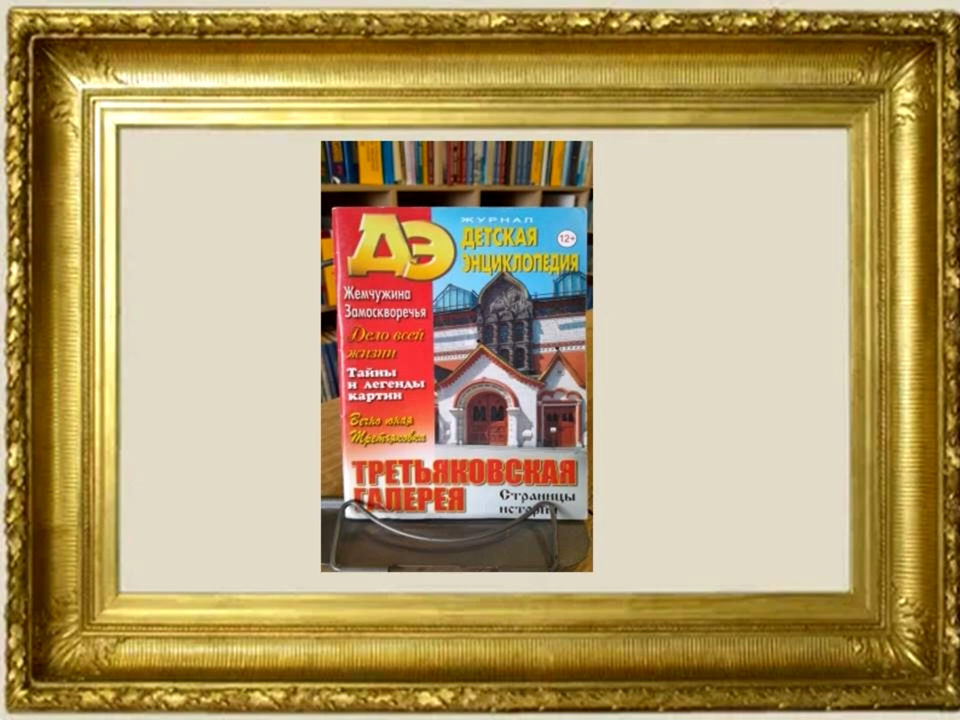 ДЭ
ЖУРНАЛ
ДЕТСКАЯ
ЭНЦИКЛОПЕДИЯ
12+
Жемчужина
Замоскворечья
Дело всей
жизни
Тайны
и легенды
картин
Вечно юная
Третьяковка
ТРЕТЬЯКОВСКАЯ
ГАЛЕРЕЯ
Страницы
истории